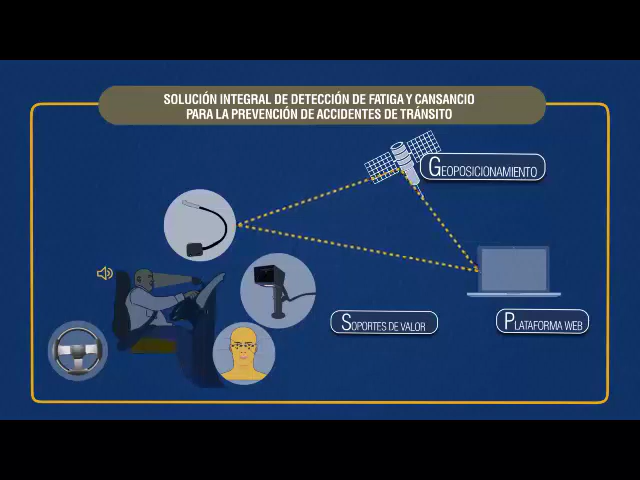 SOLUCIÓN INTEGRAL DE DETECCIÓN DE FATIGA Y CANSANCIO
PARA LA PREVENCIÓN DE ACCIDENTES DE TRÁNSITO
GEOPOSICIONAMIENTO
SOPORTES DE VALOR
PLATAFORMA WEB